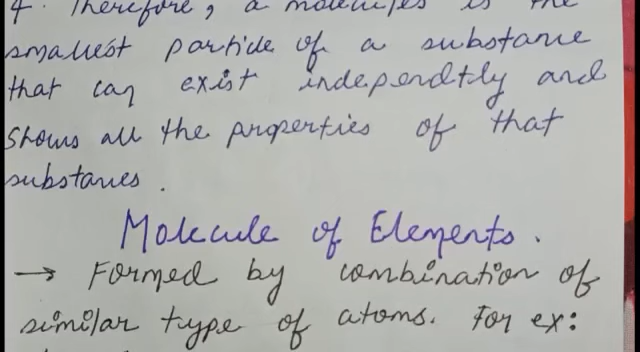 4. Therefore, a molecules is the
smallest particle of a substance
that can exist independtly and
shows all the properties of that
substances.
Molecule of Elements.
→ Formed by combination of
similar type of atoms. For ex: